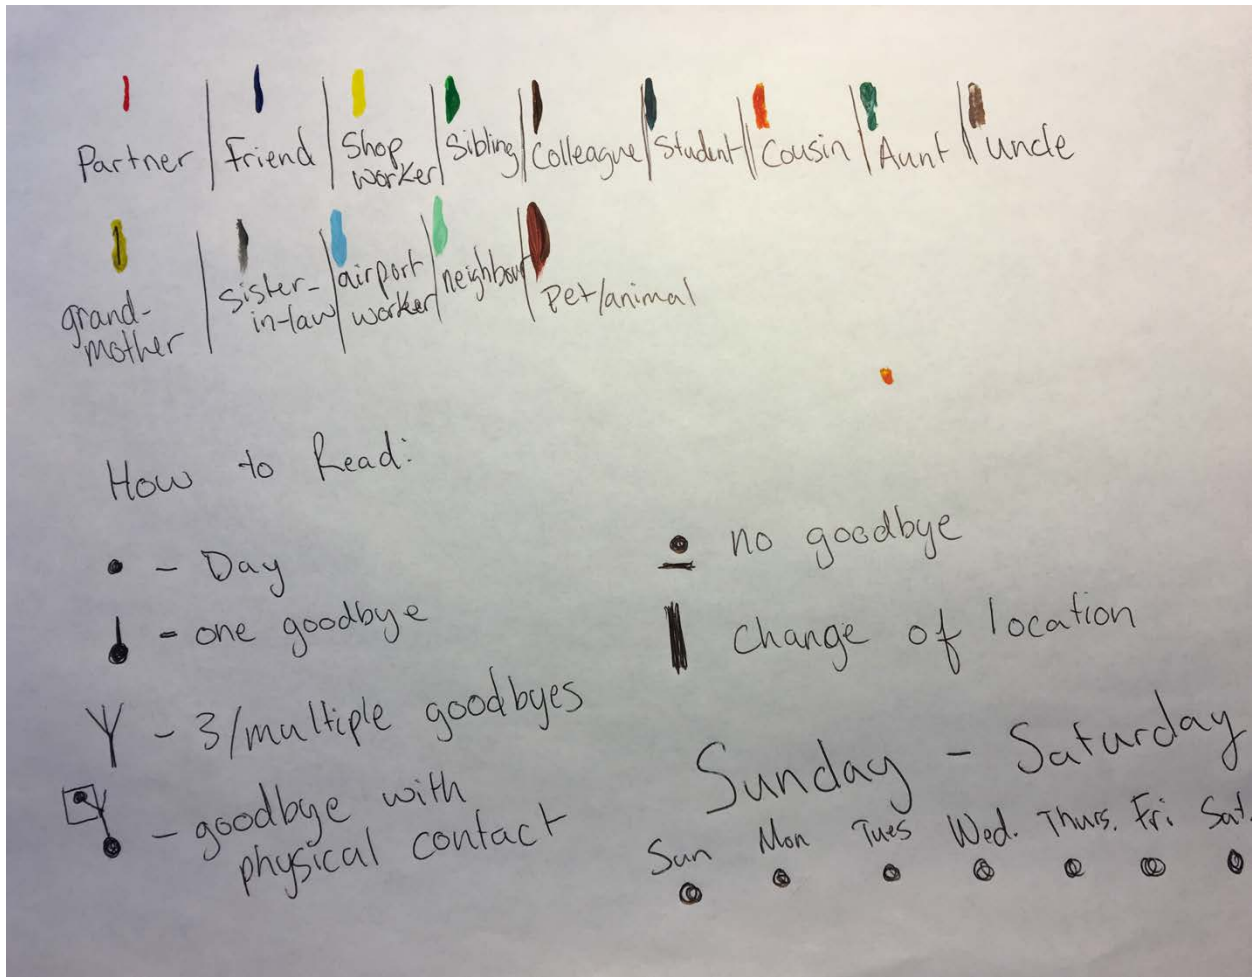 Partner | Friend | Shop worker | Sibling | Colleague | Student | Cousin | Aunt | Uncle
grand-mother | Sister-in-law | airport worker | neighbour | Pet/animal
How to Read:
- Day
- one goodbye
- 3/multiple goodbyes
- goodbye with
physical contact
no goodbye
change of location
Sunday - Saturday
Sun Mon Tues Wed. Thurs. Fri Sat.